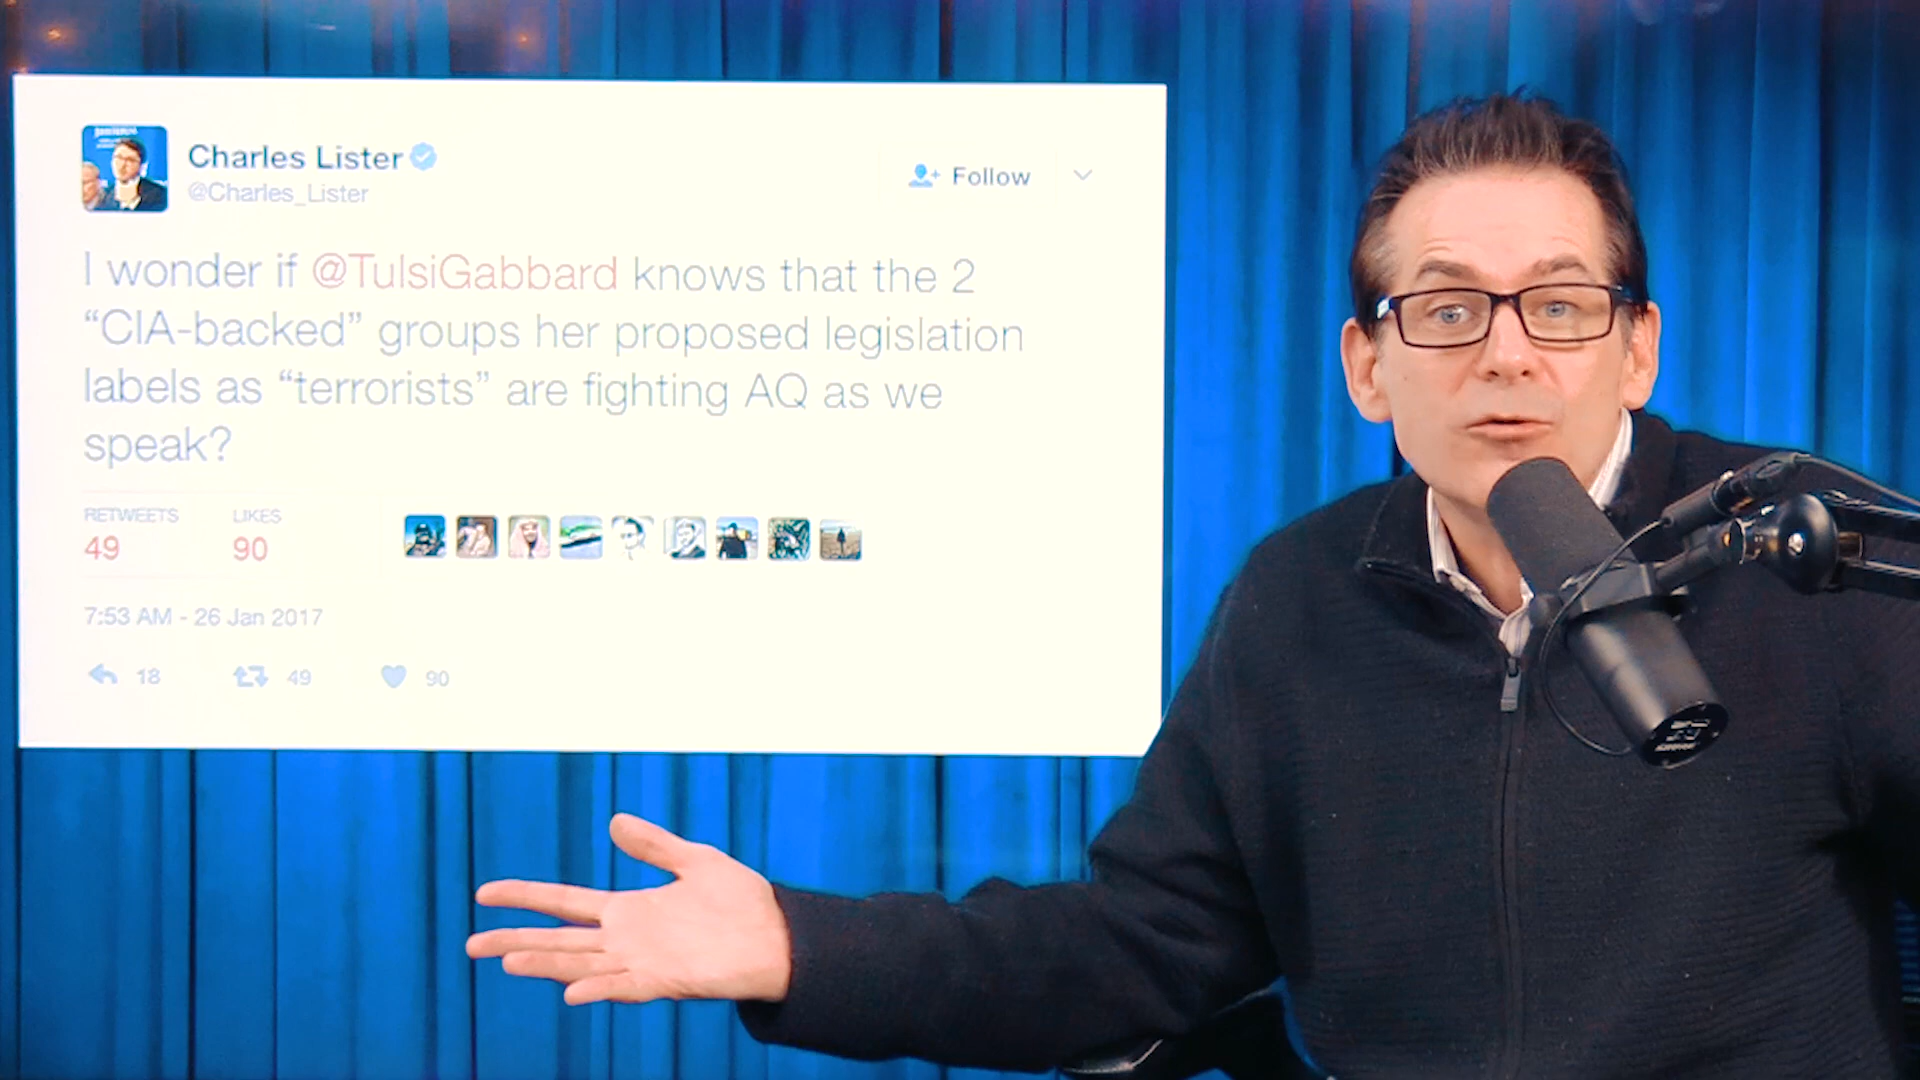 Charles Lister
@Charles_Lister
Follow
I wonder if @TulsiGabbard knows that the 2
“CIA-backed” groups her proposed legislation
labels as “terrorists” are fighting AQ as we
speak?
RETWEETS LIKES
49 90
7:53 AM - 26 Jan 2017
18 49 90